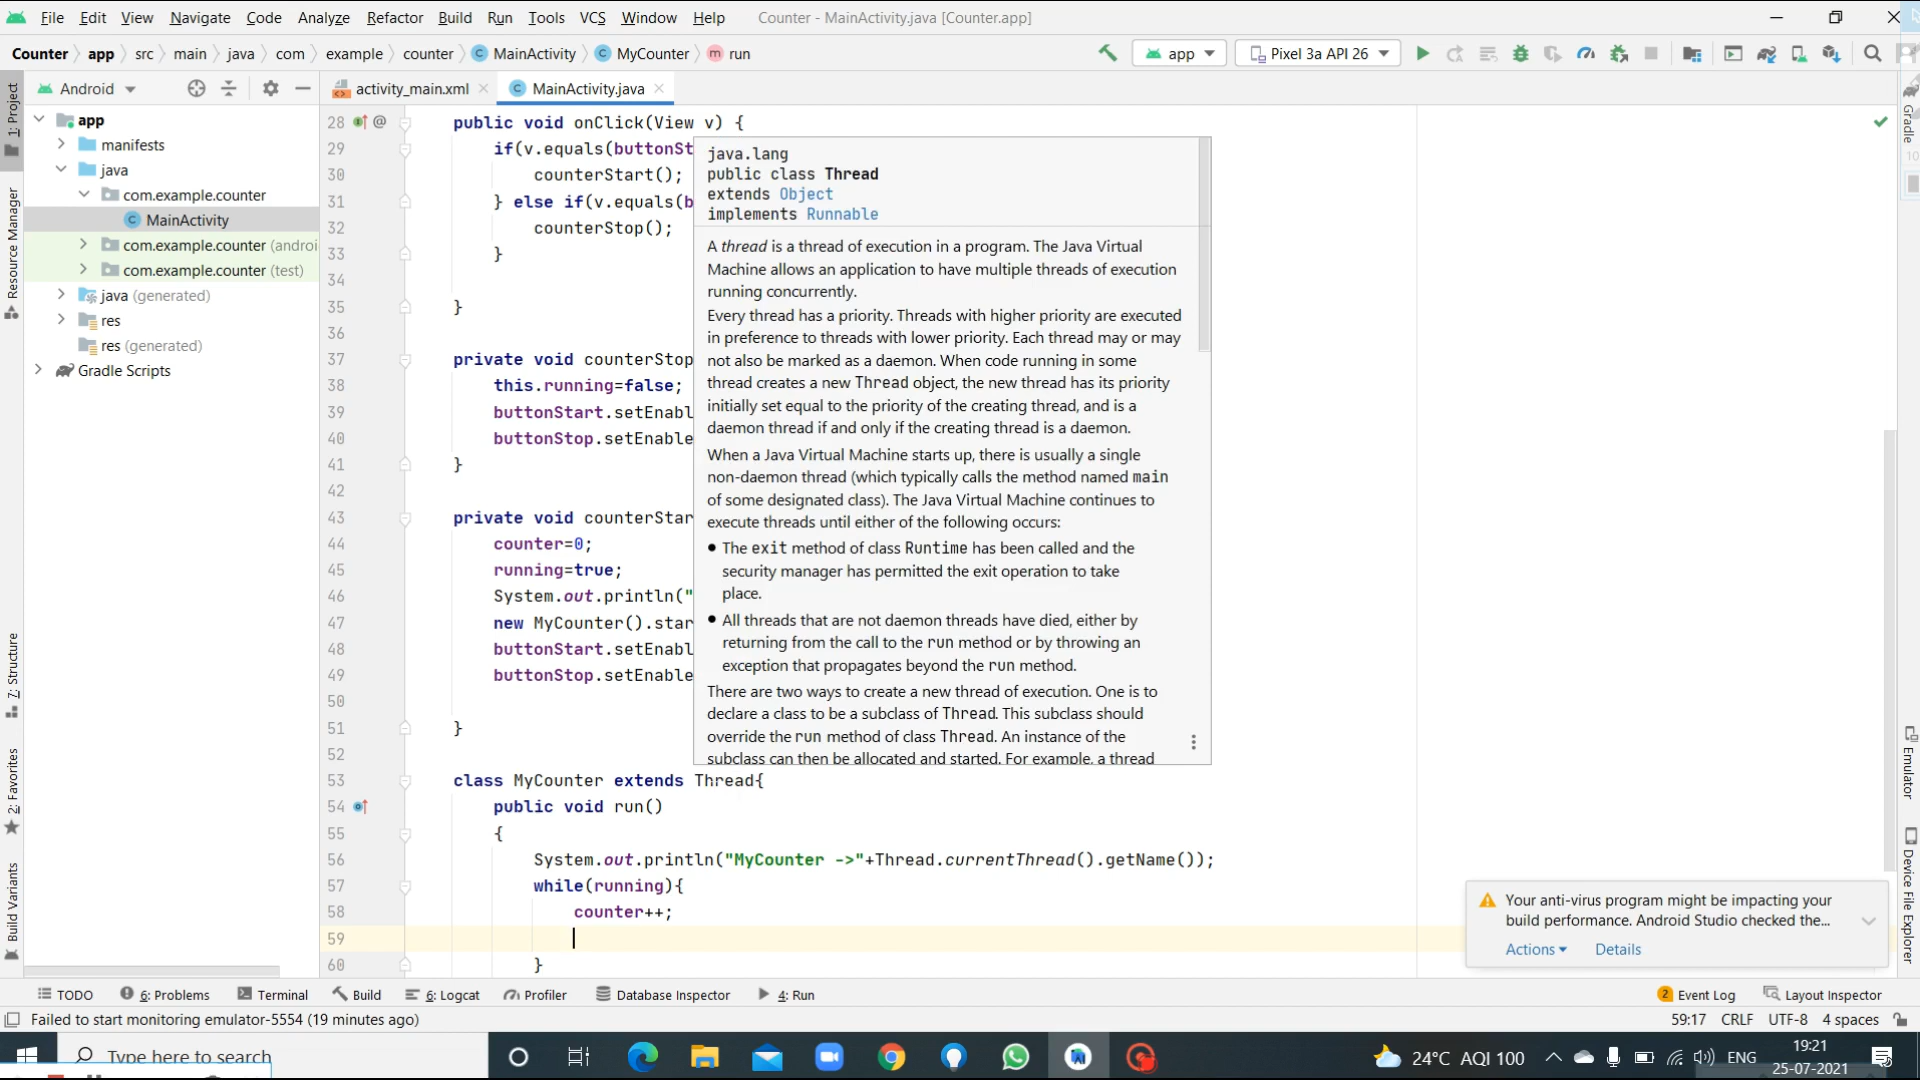 File Edit View Navigate Code Analyze Refactor Build Run Tools VCS Window Help Counter - MainActivity.java [Counter.app]
Counter app src main java com example counter MainActivity MyCounter run app Pixel 3a API 26
Android activity_main.xml MainActivity.java
1: Project
Resource Manager
7: Structure
2: Favorites
Build Variants
app
manifests
java
com.example.counter
MainActivity
com.example.counter (androi
com.example.counter (test)
java (generated)
res
res (generated)
Gradle Scripts
28 @ public void onClick(View v) {
29 if(v.equals(buttonSt
30 counterStart();
31 } else if(v.equals(b
32 counterStop();
33 }
34
35 }
36
37 private void counterStop
38 this.running=false;
39 buttonStart.setEnabl
40 buttonStop.setEnable
41 }
42
43 private void counterStar
44 counter=0;
45 running=true;
46 System.out.println("
47 new MyCounter().star
48 buttonStart.setEnabl
49 buttonStop.setEnable
50
51 }
52
53 class MyCounter extends Thread{
54 public void run()
55 {
56 System.out.println("MyCounter ->"+Thread.currentThread().getName());
57 while(running){
58 counter++;
59
60 }
java.lang
public class Thread
extends Object
implements Runnable
A thread is a thread of execution in a program. The Java Virtual
Machine allows an application to have multiple threads of execution
running concurrently.
Every thread has a priority. Threads with higher priority are executed
in preference to threads with lower priority. Each thread may or may
not also be marked as a daemon. When code running in some
thread creates a new Thread object, the new thread has its priority
initially set equal to the priority of the creating thread, and is a
daemon thread if and only if the creating thread is a daemon.
When a Java Virtual Machine starts up, there is usually a single
non-daemon thread (which typically calls the method named main
of some designated class). The Java Virtual Machine continues to
execute threads until either of the following occurs:
• The exit method of class Runtime has been called and the
security manager has permitted the exit operation to take
place.
• All threads that are not daemon threads have died, either by
returning from the call to the run method or by throwing an
exception that propagates beyond the run method.
There are two ways to create a new thread of execution. One is to
declare a class to be a subclass of Thread. This subclass should
override the run method of class Thread. An instance of the
subclass can then be allocated and started. For example, a thread
Gradle
Emulator
Device File Explorer
Your anti-virus program might be impacting your
build performance. Android Studio checked the...
Actions Details
TODO 6: Problems Terminal Build 6: Logcat Profiler Database Inspector 4: Run 2 Event Log Layout Inspector
Failed to start monitoring emulator-5554 (19 minutes ago) 59:17 CRLF UTF-8 4 spaces
Type here to search 24°C AQI 100 ENG 19:21
25-07-2021